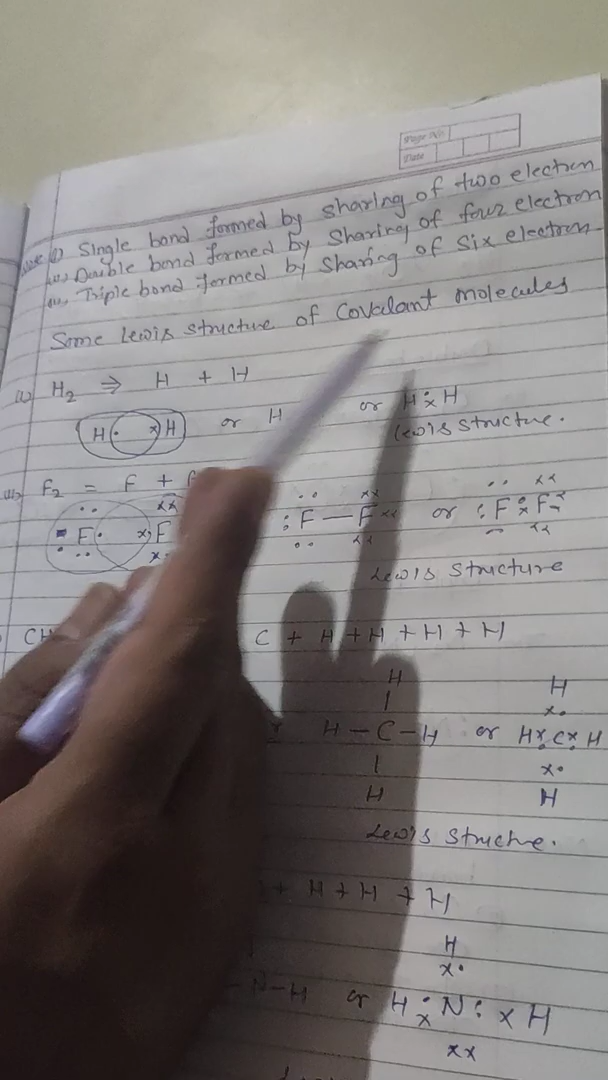 Page No.
Date
Note (i) Single bond formed by sharing of two electron
(ii) Double bond formed by Sharing of four electron
(iii) Triple bond formed by Sharing of Six electron
Some Lewis structure of Covalant molecules
(i) H₂ ⇒ H + H
H · x H or H or H : H
Lewis structure.
(ii) F₂ = F +
F F :F — F or :F : F
Lewis structure
C + H + H + H + H
H H
H — C — H or H C H
H H
Lewis structure.
+ H + H + H
H
N-H or H N : x H